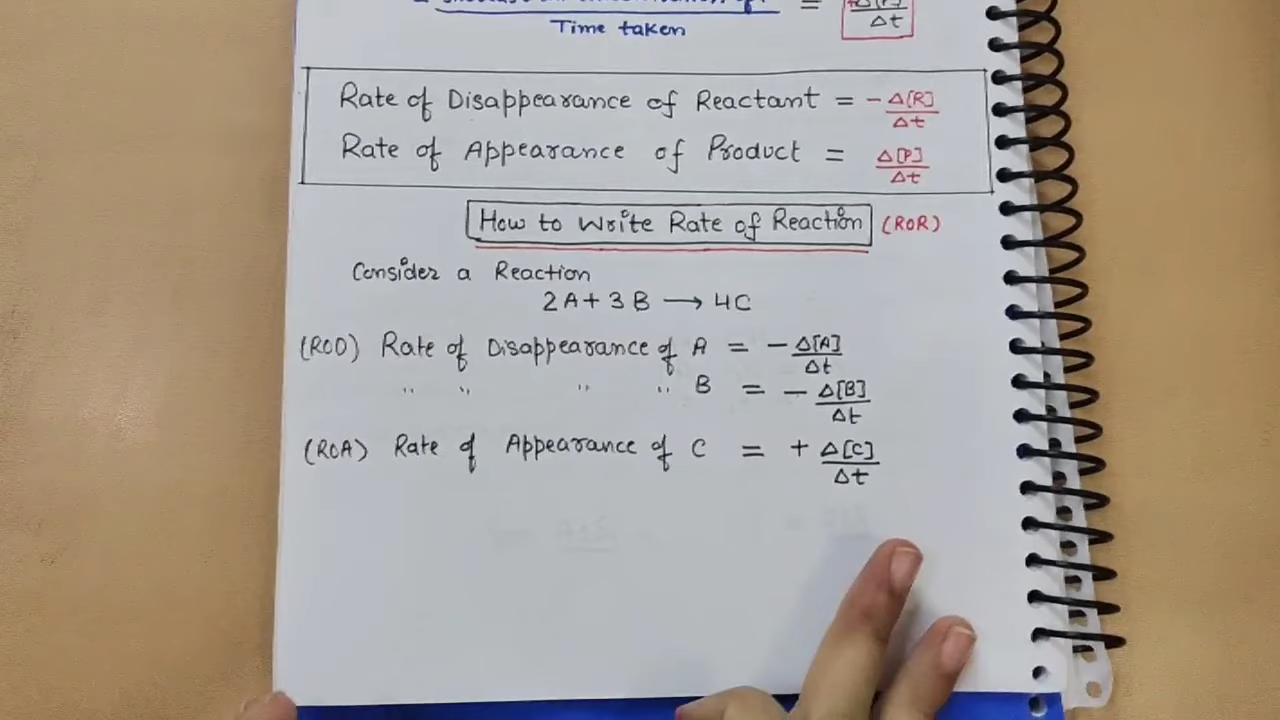 Time taken
= Δt
Rate of Disappearance of Reactant = - Δ[R]/Δt
Rate of Appearance of Product = Δ[P]/Δt
How to Write Rate of Reaction (ROR)
Consider a Reaction
2A + 3B → 4C
(ROD) Rate of Disappearance of A = - Δ[A]/Δt
" " " " B = - Δ[B]/Δt
(ROA) Rate of Appearance of C = + Δ[C]/Δt